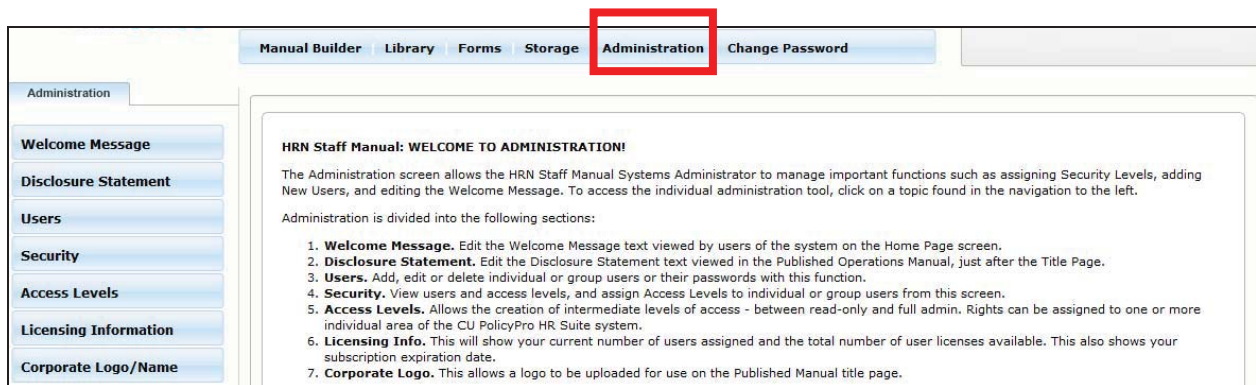 Manual Builder Library Forms Storage Administration Change Password
Administration
Welcome Message
Disclosure Statement
Users
Security
Access Levels
Licensing Information
Corporate Logo/Name
HRN Staff Manual: WELCOME TO ADMINISTRATION!
The Administration screen allows the HRN Staff Manual Systems Administrator to manage important functions such as assigning Security Levels, adding
New Users, and editing the Welcome Message. To access the individual administration tool, click on a topic found in the navigation to the left.
Administration is divided into the following sections:
1. Welcome Message. Edit the Welcome Message text viewed by users of the system on the Home Page screen.
2. Disclosure Statement. Edit the Disclosure Statement text viewed in the Published Operations Manual, just after the Title Page.
3. Users. Add, edit or delete individual or group users or their passwords with this function.
4. Security. View users and access levels, and assign Access Levels to individual or group users from this screen.
5. Access Levels. Allows the creation of intermediate levels of access - between read-only and full admin. Rights can be assigned to one or more
individual area of the CU PolicyPro HR Suite system.
6. Licensing Info. This will show your current number of users assigned and the total number of user licenses available. This also shows your
subscription expiration date.
7. Corporate Logo. This allows a logo to be uploaded for use on the Published Manual title page.